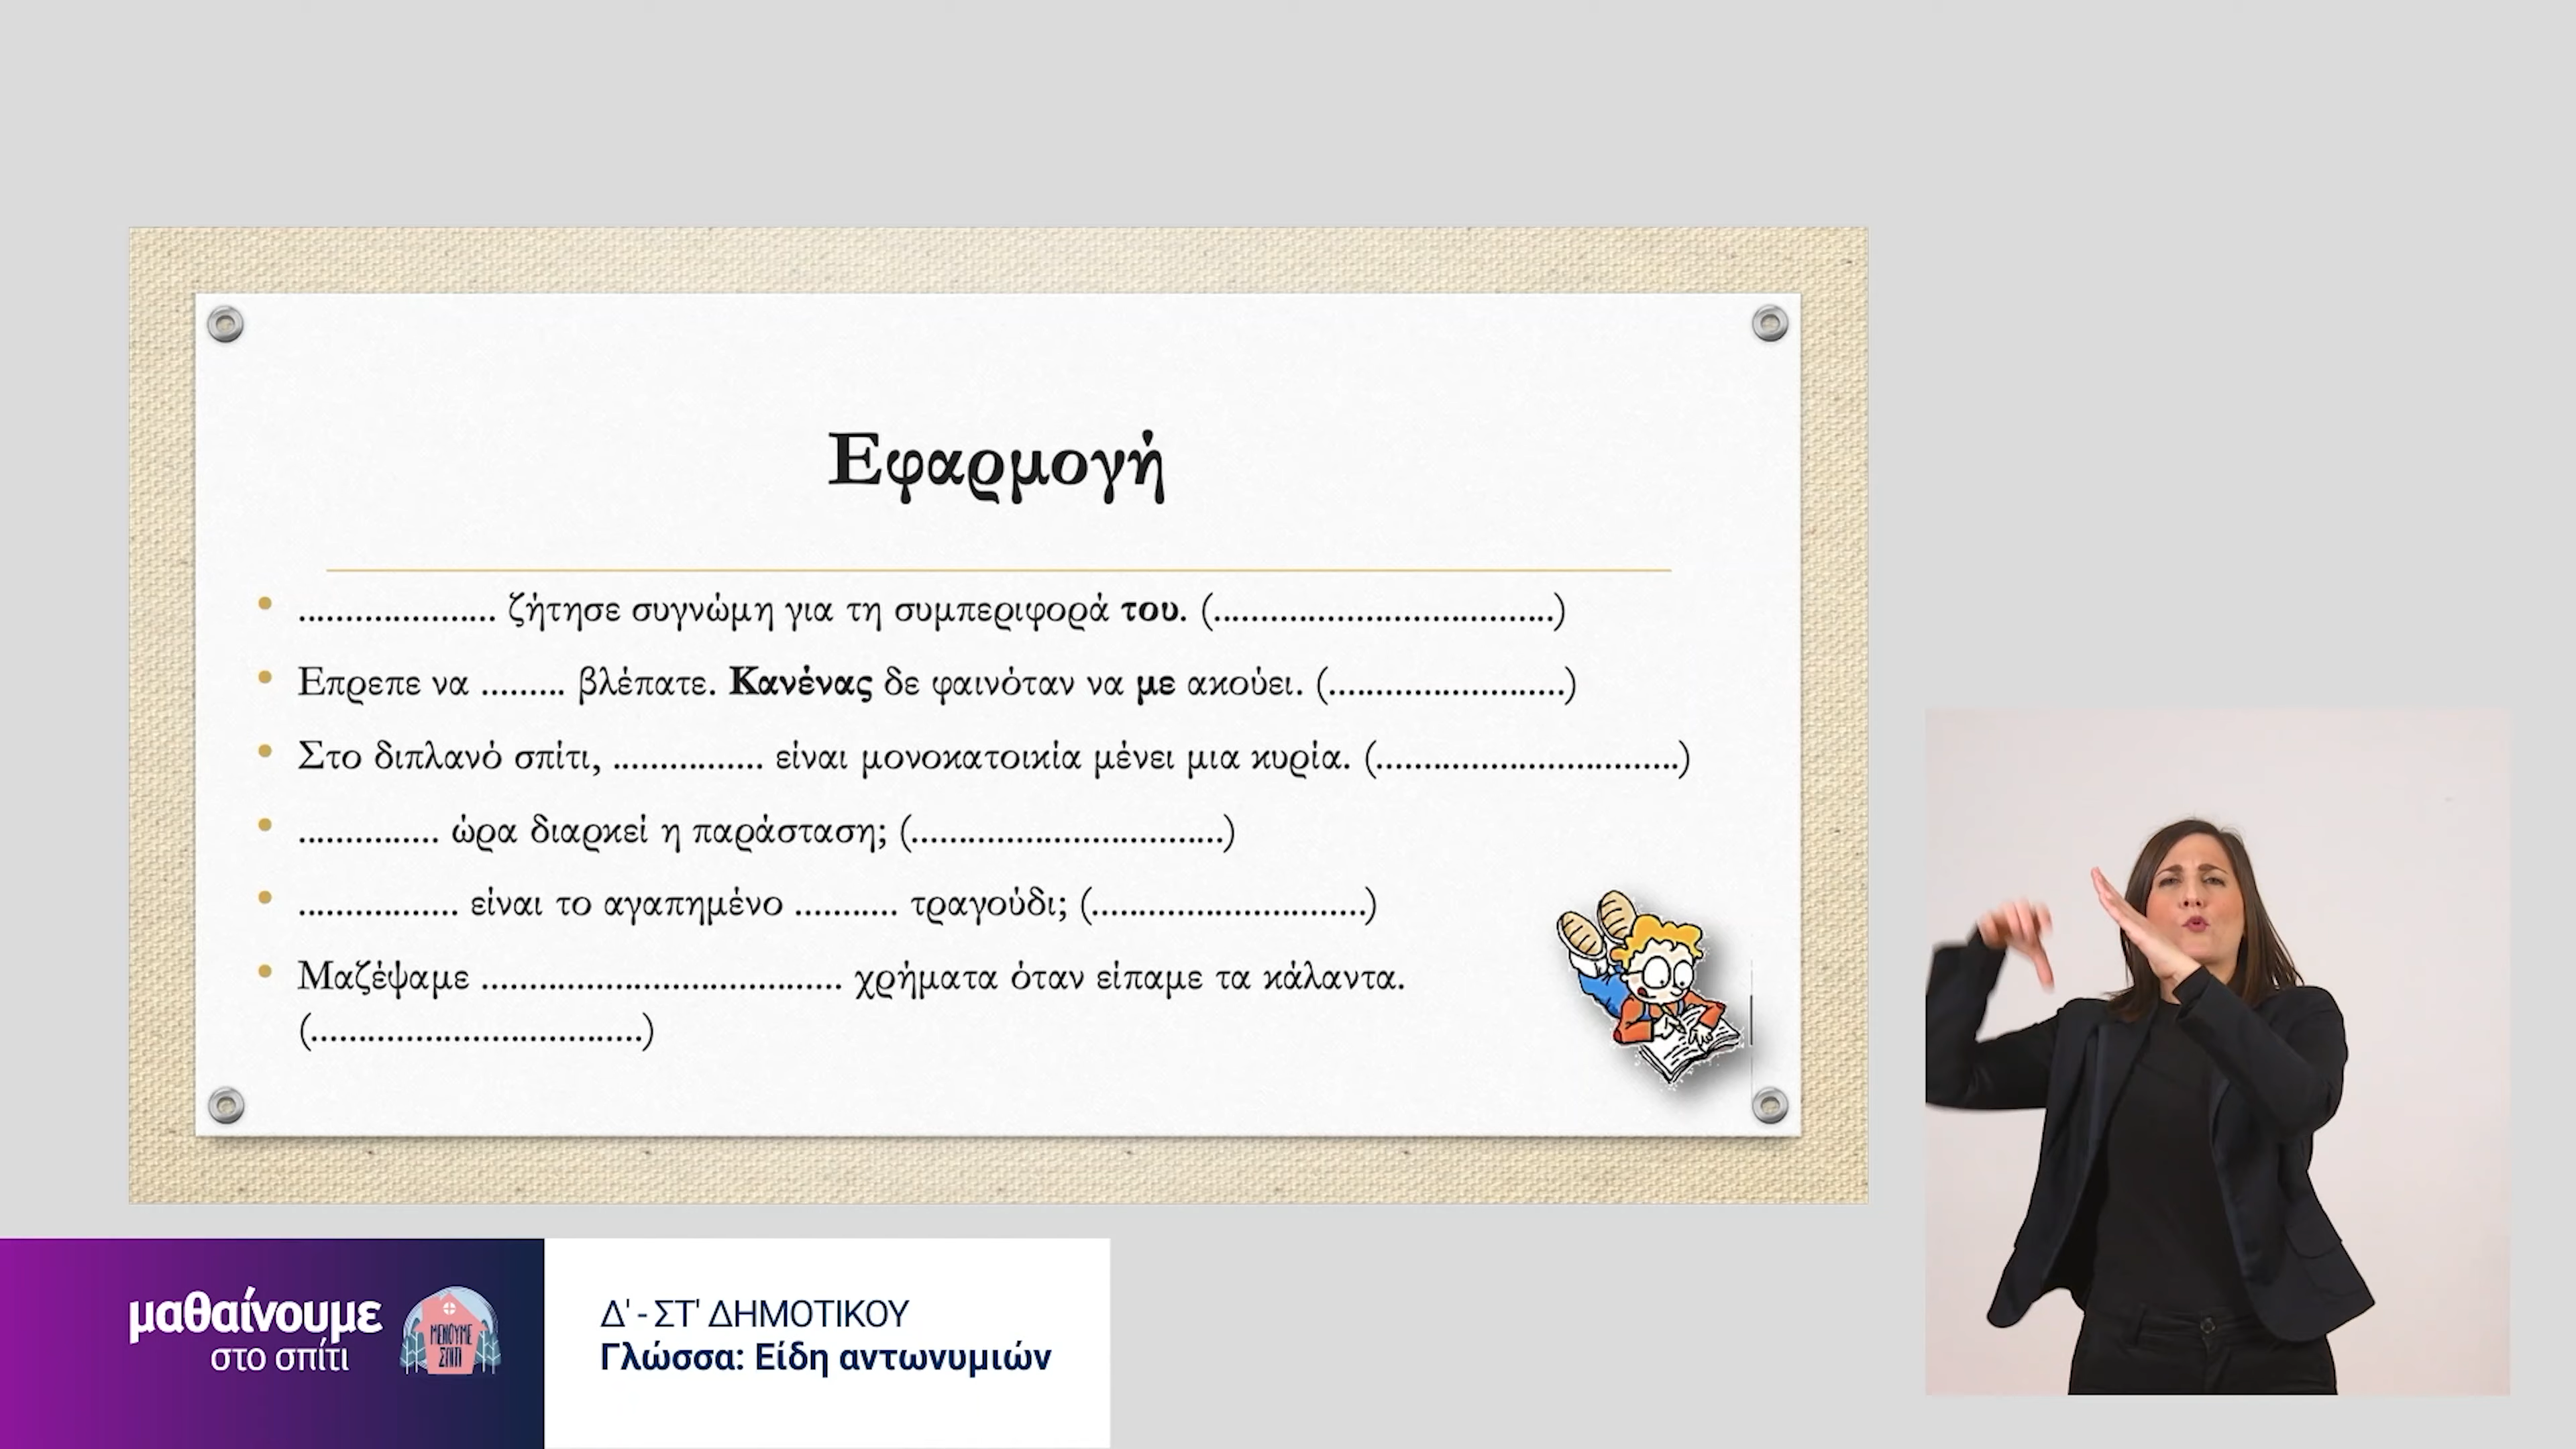 Εφαρμογή
..................... ζήτησε συγνώμη για τη συμπεριφορά του. (....................................)
Επρεπε να ......... βλέπατε. Κανένας δε φαινόταν να με ακούει. (.........................)
Στο διπλανό σπίτι, ................ είναι μονοκατοικία μένει μια κυρία. (................................)
............... ώρα διαρκεί η παράσταση; (.................................)
................. είναι το αγαπημένο ........... τραγούδι; (.............................)
Μαζέψαμε ...................................... χρήματα όταν είπαμε τα κάλαντα.
(...................................)
μαθαίνουμε
στο σπίτι
ΜΕΝΟΥΜΕ
ΣΠΙΤΙ
Δ' - ΣΤ' ΔΗΜΟΤΙΚΟΥ
Γλώσσα: Είδη αντωνυμιών